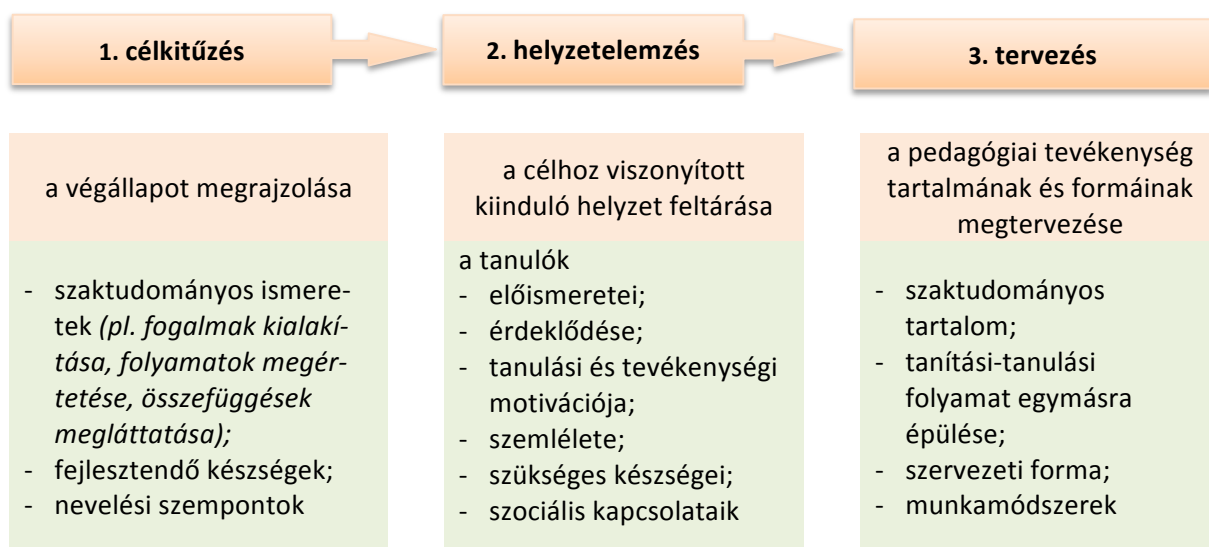 1. célkitűzés
2. helyzetelemzés
3. tervezés
a végállapot megrajzolása
a célhoz viszonyított
kiinduló helyzet feltárása
a pedagógiai tevékenység
tartalmának és formáinak
megtervezése
- szaktudományos ismere-
tek (pl. fogalmak kialakí-
tása, folyamatok megér-
tetése, összefüggések
megláttatása);
- fejlesztendő készségek;
- nevelési szempontok
a tanulók
- előismeretei;
- érdeklődése;
- tanulási és tevékenységi
motivációja;
- szemlélete;
- szükséges készségei;
- szociális kapcsolataik
- szaktudományos
tartalom;
- tanítási-tanulási
folyamat egymásra
épülése;
- szervezeti forma;
- munkamódszerek